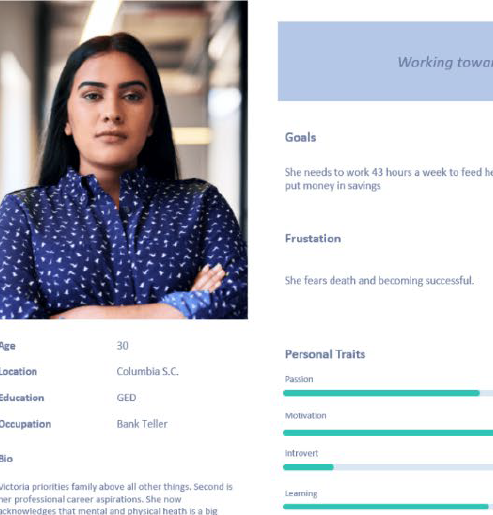 Working towar
Goals
She needs to work 43 hours a week to feed he
put money in savings
Frustation
She fears death and becoming successful.
Age 30
Location Columbia S.C.
Education GED
Occupation Bank Teller
Bio
Personal Traits
Passion
Motivation
Introvert
Learning
Victoria priorities family above all other things. Second is
her professional career aspirations. She now
acknowledges that mental and physical heath is a big